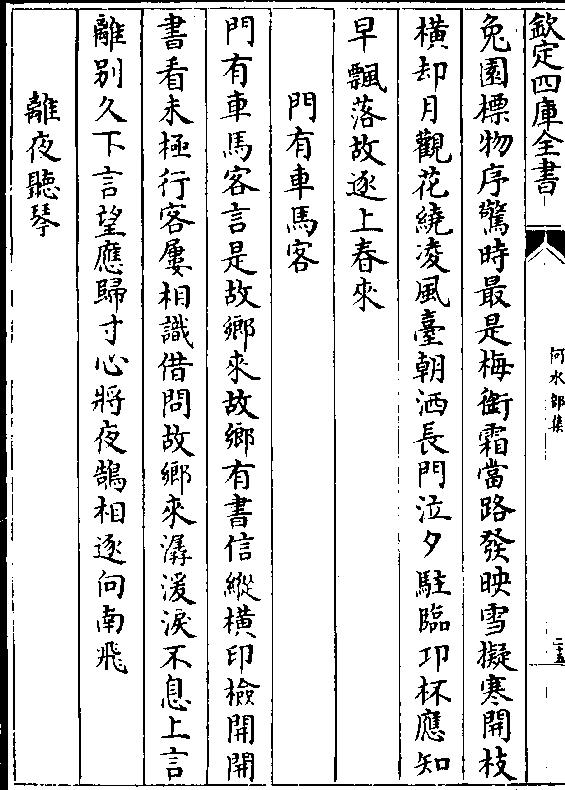 欽定四庫全書
何水部集
二十五
兔園標物序驚時最是梅銜霜當路發映雪擬寒開枝
橫却月觀花繞凌風臺朝洒長門泣夕駐臨卭杯應知
早飄落故逐上春來
門有車馬客
門有車馬客言是故鄉來故鄉有書信縱橫印檢開開
書看未極行客屢相識借問故鄉來潺湲淚不息上言
離别久下言望應歸寸心將夜鵲相逐向南飛
離夜聽琴